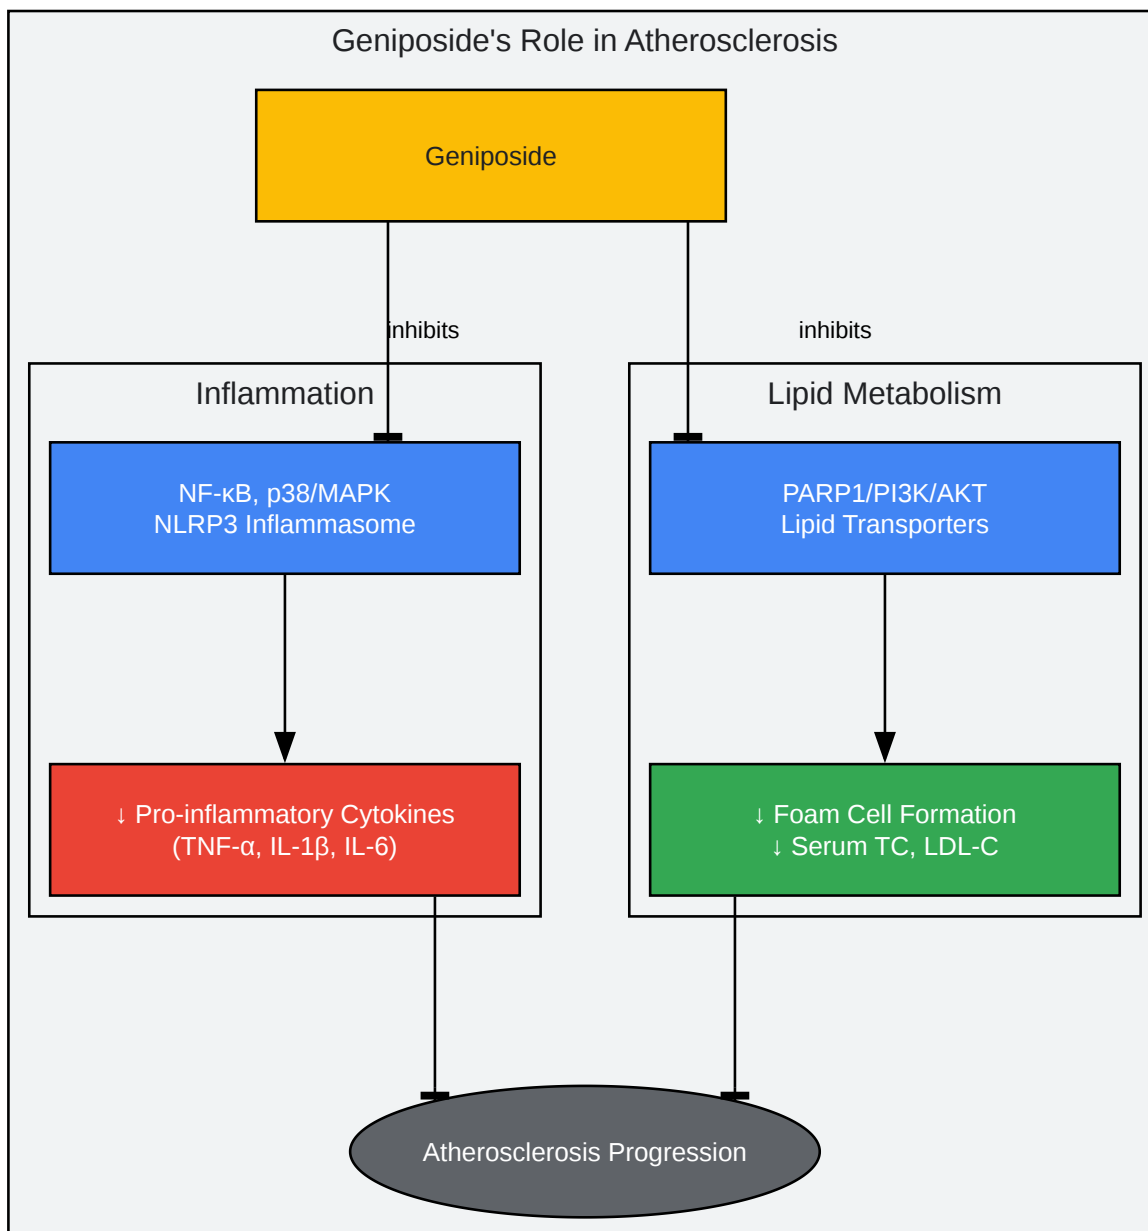 Geniposide's Role in Atherosclerosis
Geniposide
inhibits
inhibits
Inflammation
NF-κB, p38/MAPK
NLRP3 Inflammasome
↓ Pro-inflammatory Cytokines
(TNF-α, IL-1β, IL-6)
Lipid Metabolism
PARP1/PI3K/AKT
Lipid Transporters
↓ Foam Cell Formation
↓ Serum TC, LDL-C
Atherosclerosis Progression